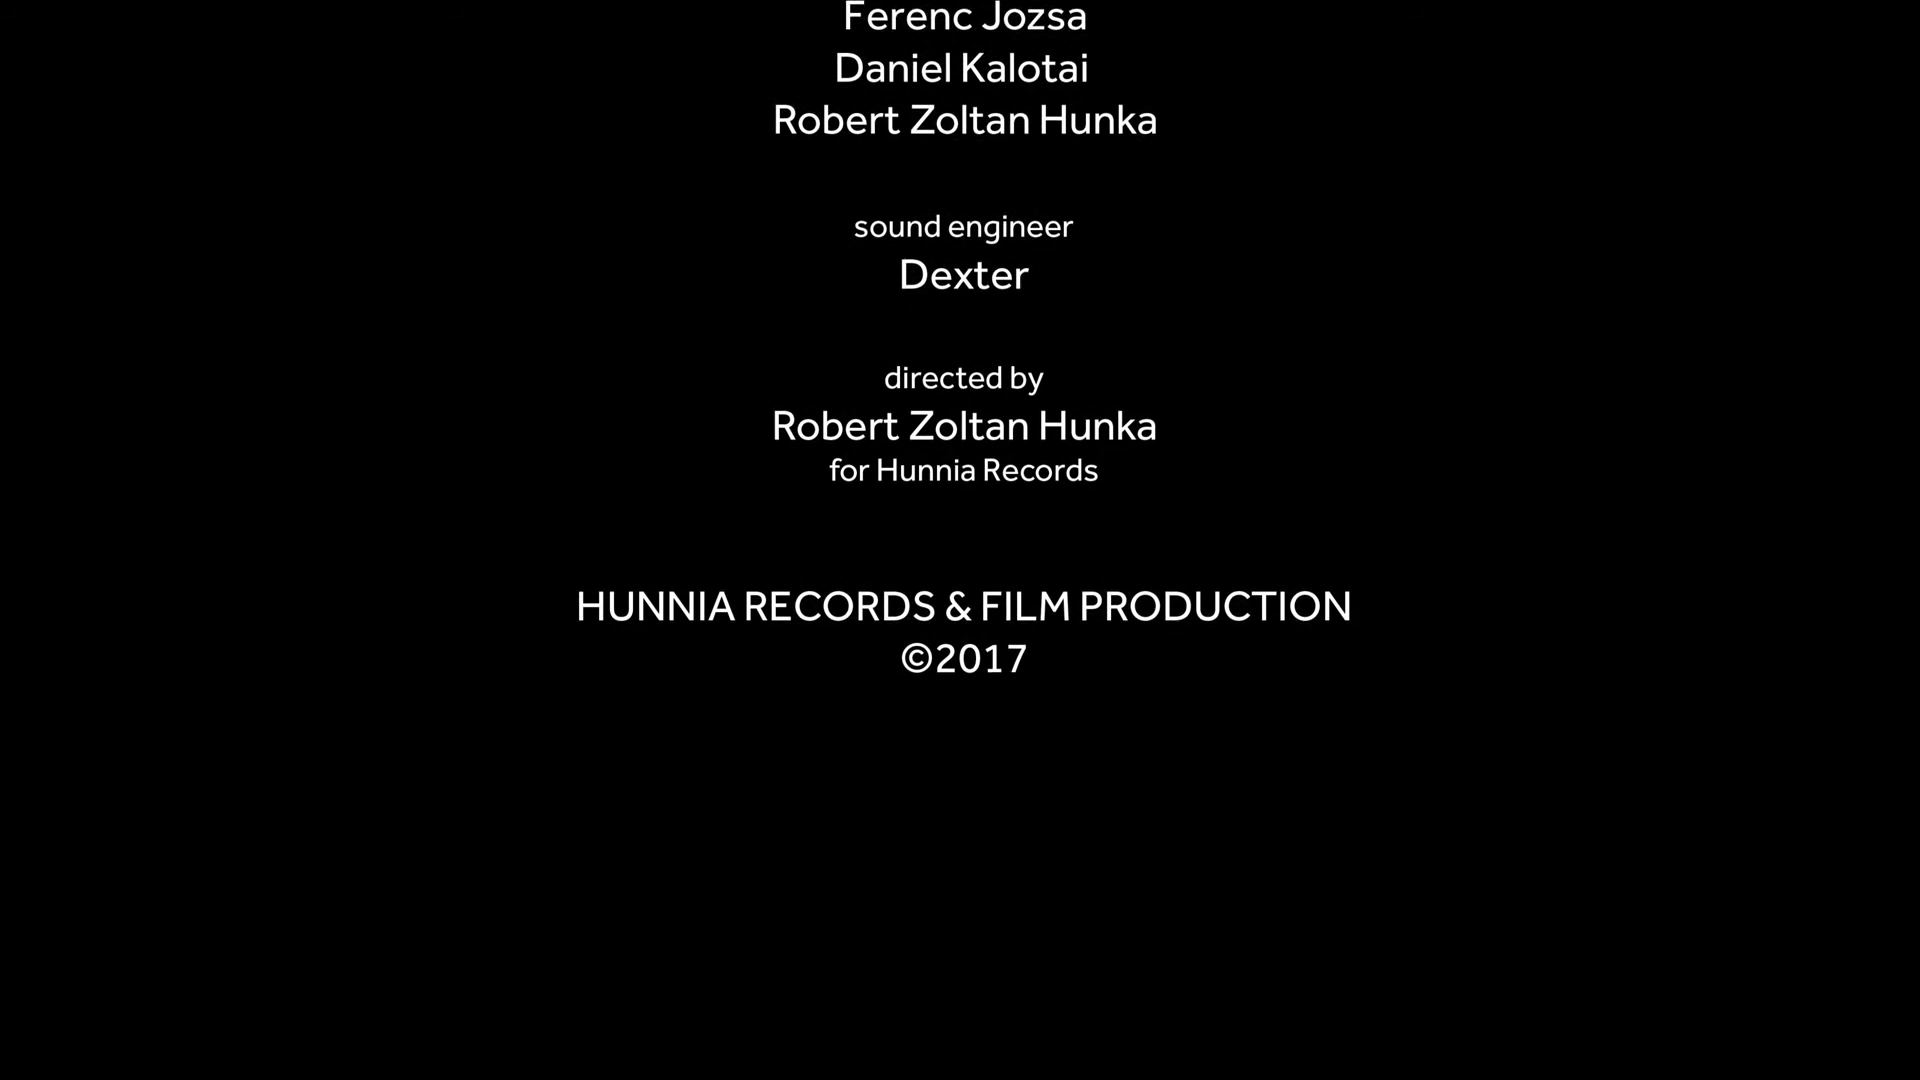 Ferenc Jozsa
Daniel Kalotai
Robert Zoltan Hunka
sound engineer
Dexter
directed by
Robert Zoltan Hunka
for Hunnia Records
HUNNIA RECORDS & FILM PRODUCTION
©2017